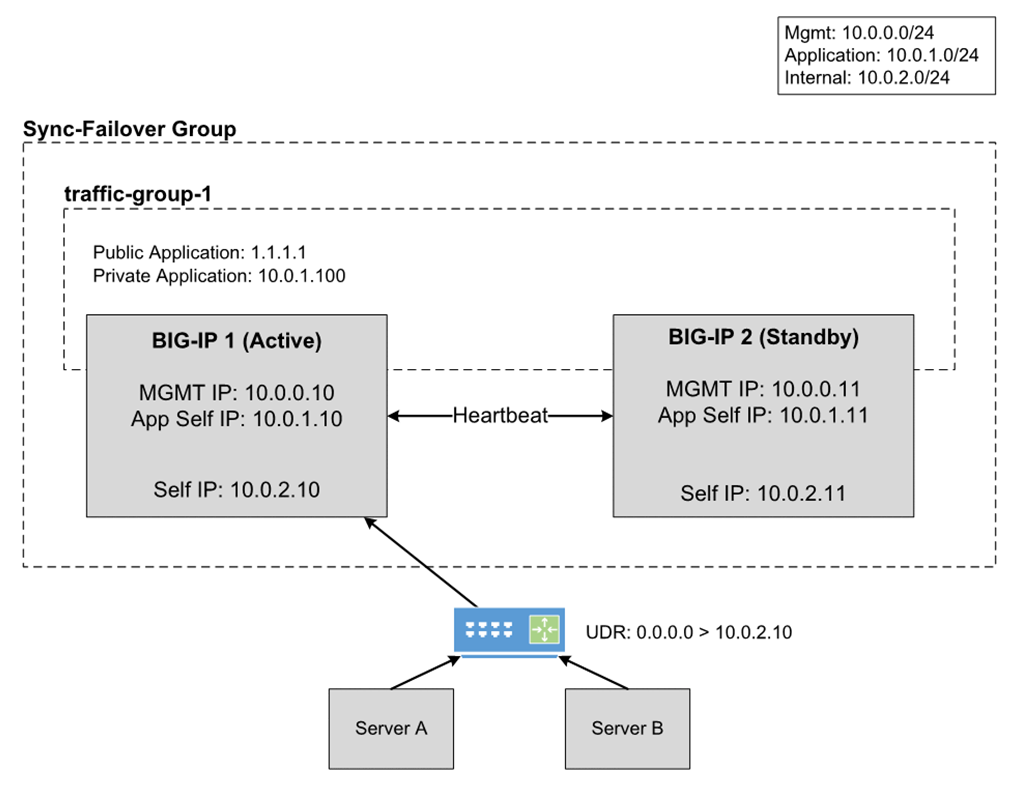 Mgmt: 10.0.0.0/24
Application: 10.0.1.0/24
Internal: 10.0.2.0/24
Sync-Failover Group
traffic-group-1
Public Application: 1.1.1.1
Private Application: 10.0.1.100
BIG-IP 1 (Active)
MGMT IP: 10.0.0.10
App Self IP: 10.0.1.10
Self IP: 10.0.2.10
Heartbeat
BIG-IP 2 (Standby)
MGMT IP: 10.0.0.11
App Self IP: 10.0.1.11
Self IP: 10.0.2.11
UDR: 0.0.0.0 > 10.0.2.10
Server A
Server B